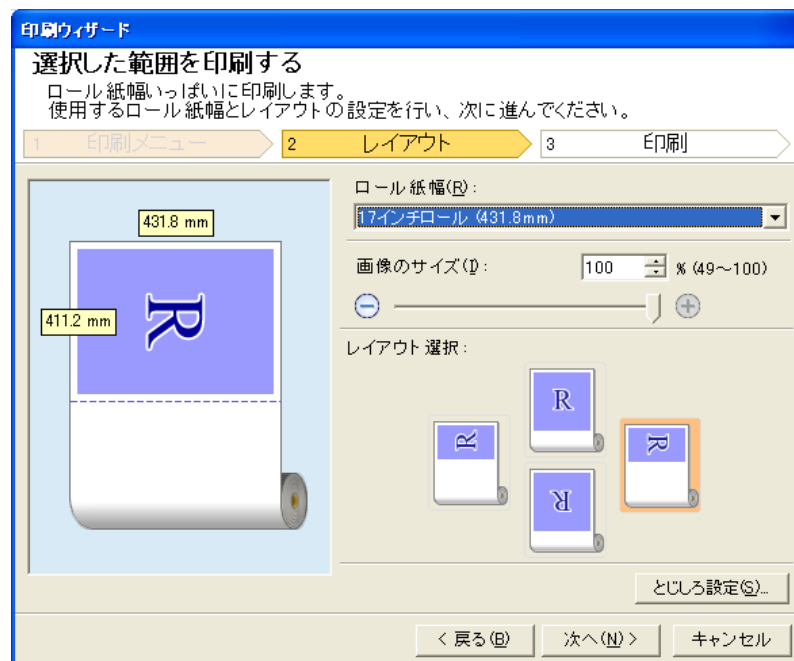 印刷ウィザード
選択した範囲を印刷する
ロール紙幅いっぱいに印刷します。
使用するロール紙幅とレイアウトの設定を行い、次に進んでください。
1 印刷メニュー 2 レイアウト 3 印刷
ロール紙幅(R):
17インチロール (431.8mm)
431.8 mm
画像のサイズ(I): 100 % (49～100)
R
411.2 mm
レイアウト選択:
R
R
R
R
とじしろ設定(S)...
< 戻る(B) 次へ(N) > キャンセル